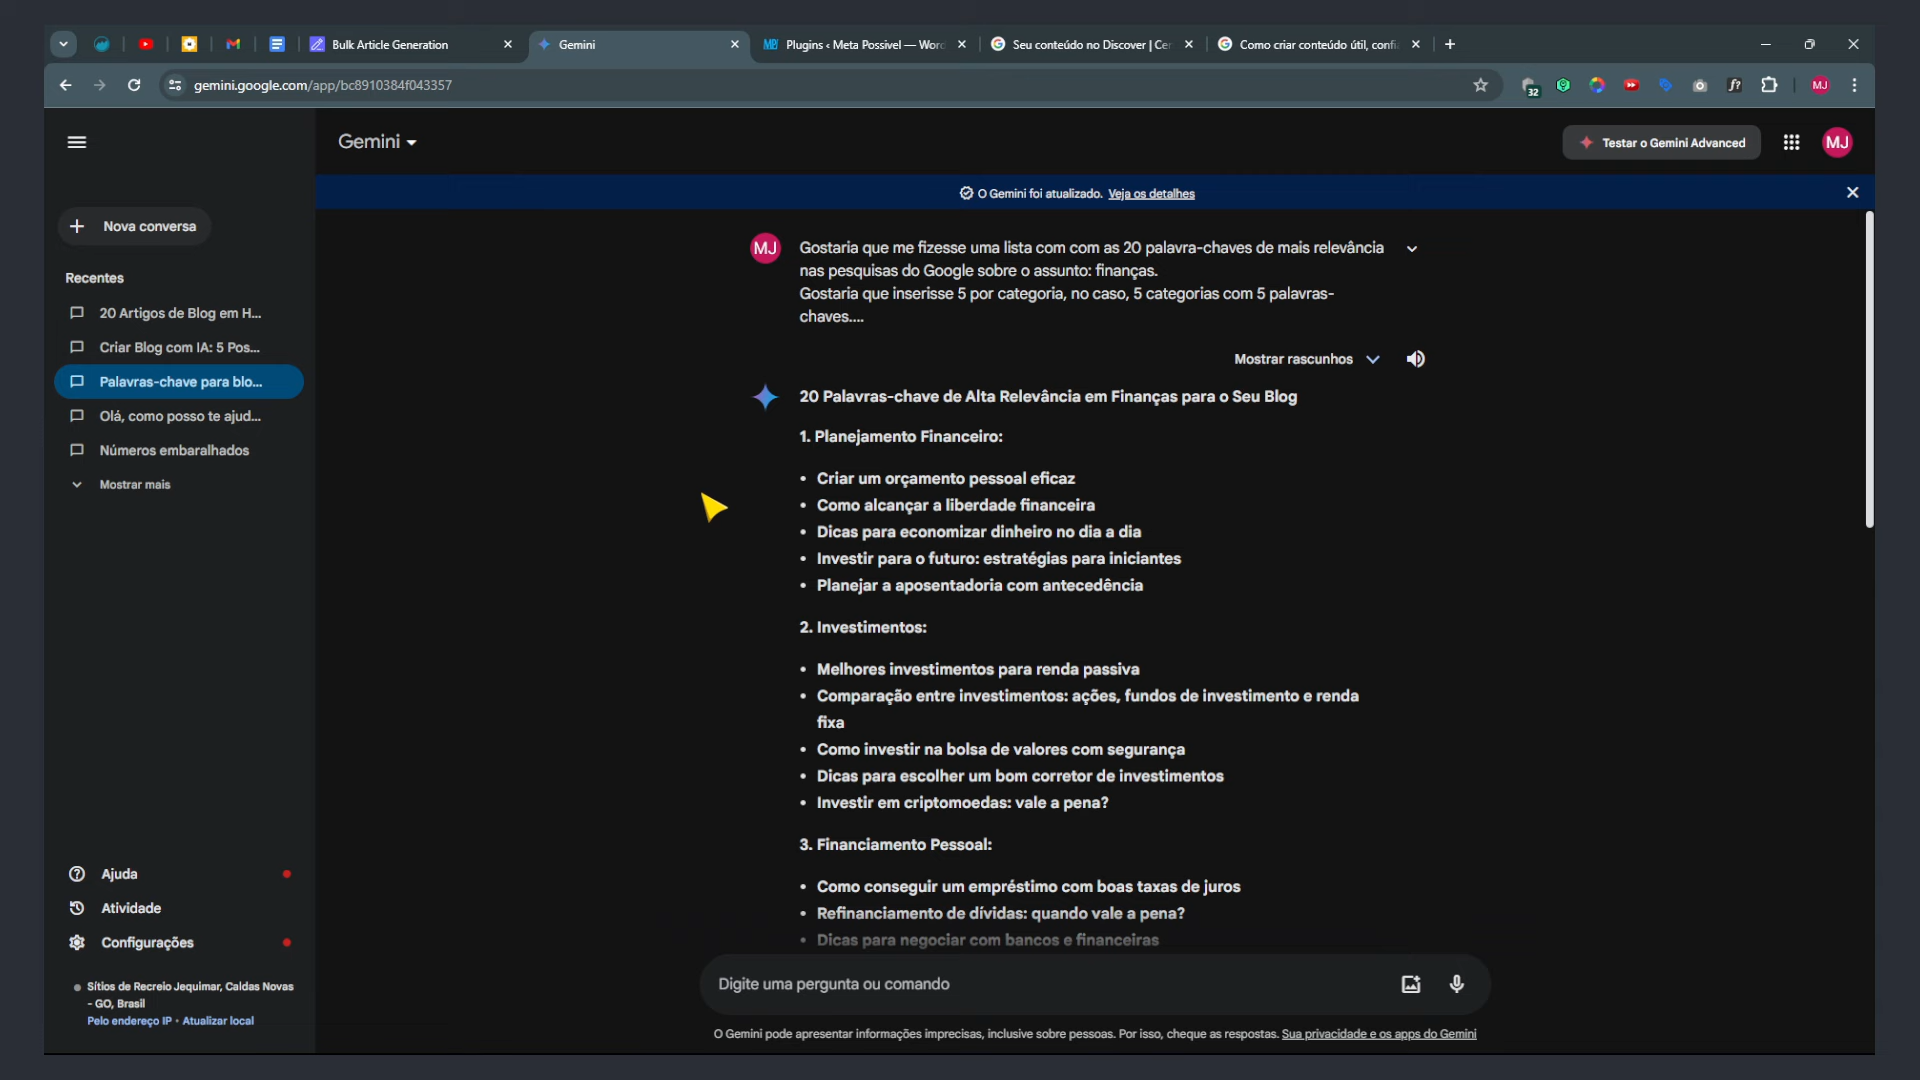 Bulk Article Generation
Gemini
Plugins ‹ Meta Possivel — Worc
Seu conteúdo no Discover | Cer
Como criar conteúdo útil, confi
gemini.google.com/app/bc8910384f043357
32
f?
MJ
Gemini
Testar o Gemini Advanced
MJ
O Gemini foi atualizado. Veja os detalhes
Nova conversa
Recentes
20 Artigos de Blog em H...
Criar Blog com IA: 5 Pos...
Palavras-chave para blo...
Olá, como posso te ajud...
Números embaralhados
Mostrar mais
MJ
Gostaria que me fizesse uma lista com com as 20 palavra-chaves de mais relevância
nas pesquisas do Google sobre o assunto: finanças.
Gostaria que inserisse 5 por categoria, no caso, 5 categorias com 5 palavras-
chaves....
Mostrar rascunhos
20 Palavras-chave de Alta Relevância em Finanças para o Seu Blog
1. Planejamento Financeiro:
• Criar um orçamento pessoal eficaz
• Como alcançar a liberdade financeira
• Dicas para economizar dinheiro no dia a dia
• Investir para o futuro: estratégias para iniciantes
• Planejar a aposentadoria com antecedência
2. Investimentos:
• Melhores investimentos para renda passiva
• Comparação entre investimentos: ações, fundos de investimento e renda
fixa
• Como investir na bolsa de valores com segurança
• Dicas para escolher um bom corretor de investimentos
• Investir em criptomoedas: vale a pena?
3. Financiamento Pessoal:
• Como conseguir um empréstimo com boas taxas de juros
• Refinanciamento de dívidas: quando vale a pena?
• Dicas para negociar com bancos e financeiras
Ajuda
Atividade
Configurações
Sítios de Recreio Jequimar, Caldas Novas
- GO, Brasil
Pelo endereço IP • Atualizar local
Digite uma pergunta ou comando
O Gemini pode apresentar informações imprecisas, inclusive sobre pessoas. Por isso, cheque as respostas. Sua privacidade e os apps do Gemini